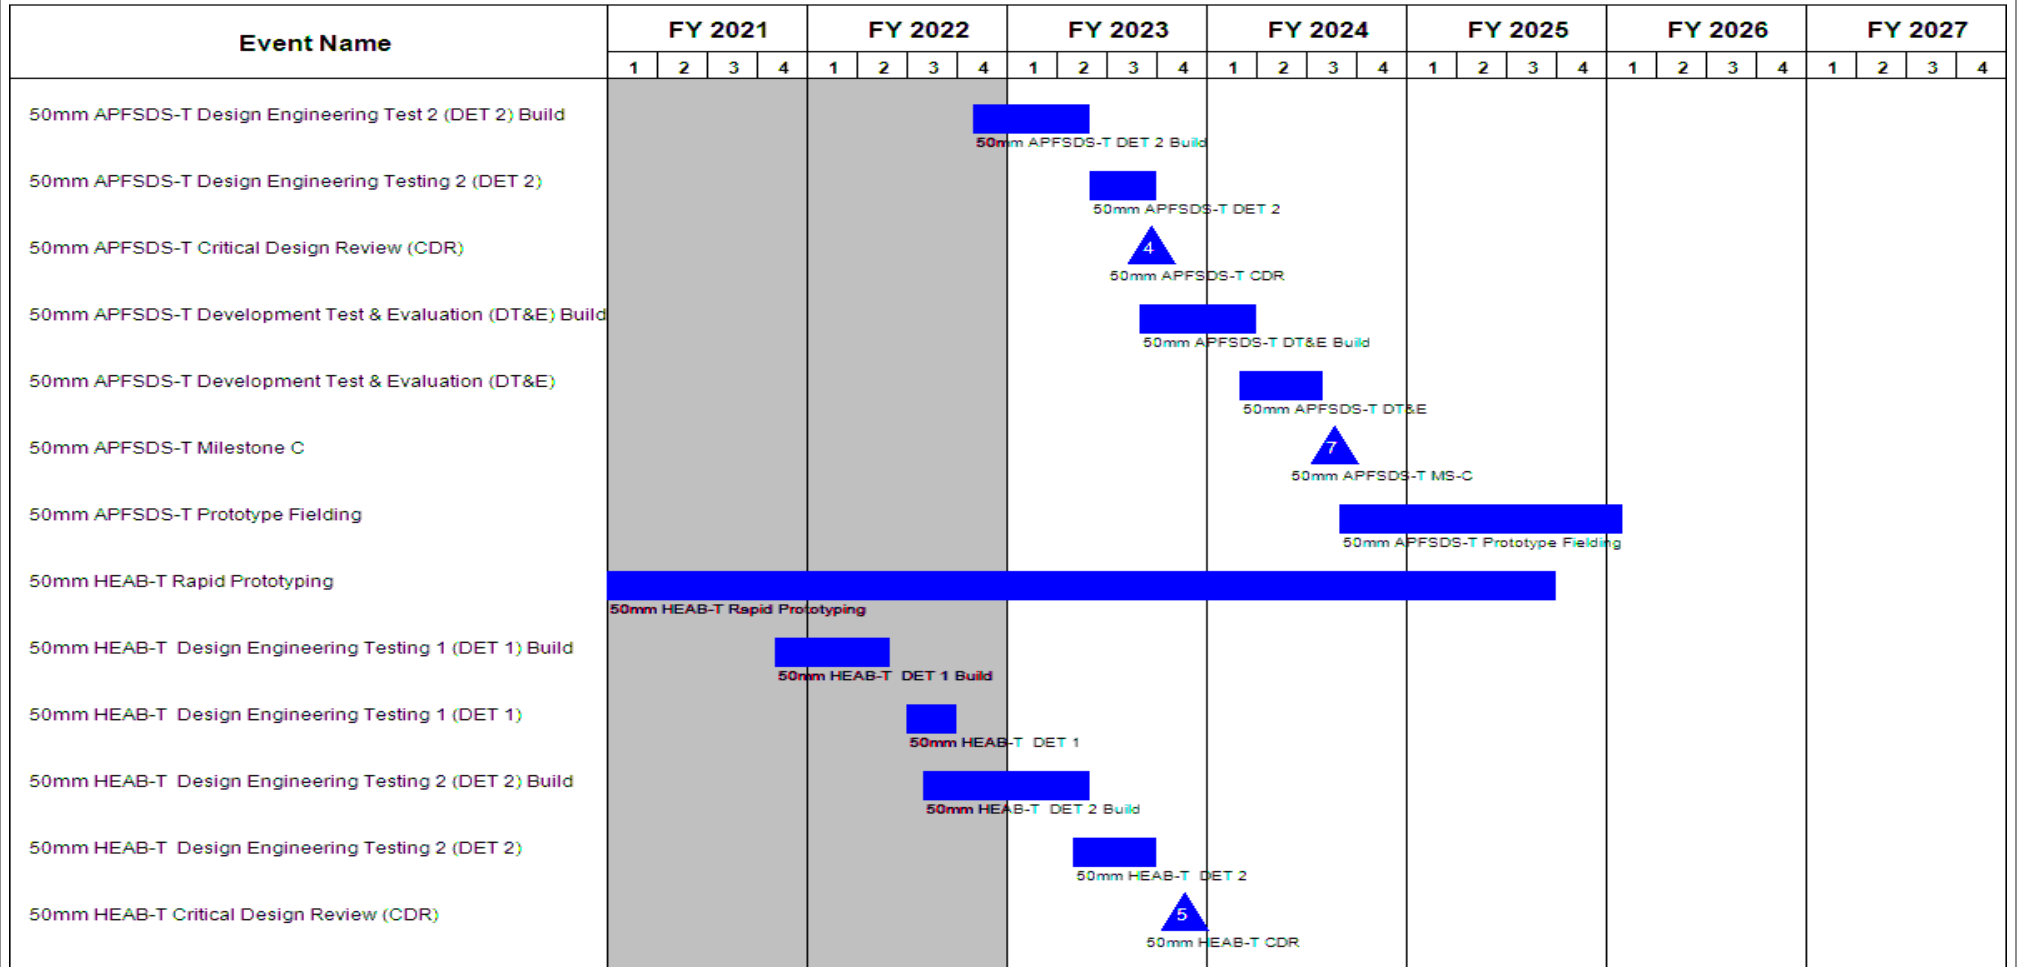 Event Name
FY 2021 FY 2022 FY 2023 FY 2024 FY 2025 FY 2026 FY 2027
1 2 3 4 1 2 3 4 1 2 3 4 1 2 3 4 1 2 3 4 1 2 3 4 1 2 3 4
50mm APFSDS-T Design Engineering Test 2 (DET 2) Build
50mm APFSDS-T DET 2 Build
50mm APFSDS-T Design Engineering Testing 2 (DET 2)
50mm APFSDS-T DET 2
50mm APFSDS-T Critical Design Review (CDR)
4
50mm APFSDS-T CDR
50mm APFSDS-T Development Test & Evaluation (DT&E) Build
50mm APFSDS-T DT&E Build
50mm APFSDS-T Development Test & Evaluation (DT&E)
50mm APFSDS-T DT&E
50mm APFSDS-T Milestone C
7
50mm APFSDS-T MS-C
50mm APFSDS-T Prototype Fielding
50mm APFSDS-T Prototype Fielding
50mm HEAB-T Rapid Prototyping
50mm HEAB-T Rapid Prototyping
50mm HEAB-T Design Engineering Testing 1 (DET 1) Build
50mm HEAB-T DET 1 Build
50mm HEAB-T Design Engineering Testing 1 (DET 1)
50mm HEAB-T DET 1
50mm HEAB-T Design Engineering Testing 2 (DET 2) Build
50mm HEAB-T DET 2 Build
50mm HEAB-T Design Engineering Testing 2 (DET 2)
50mm HEAB-T DET 2
50mm HEAB-T Critical Design Review (CDR)
5
50mm HEAB-T CDR